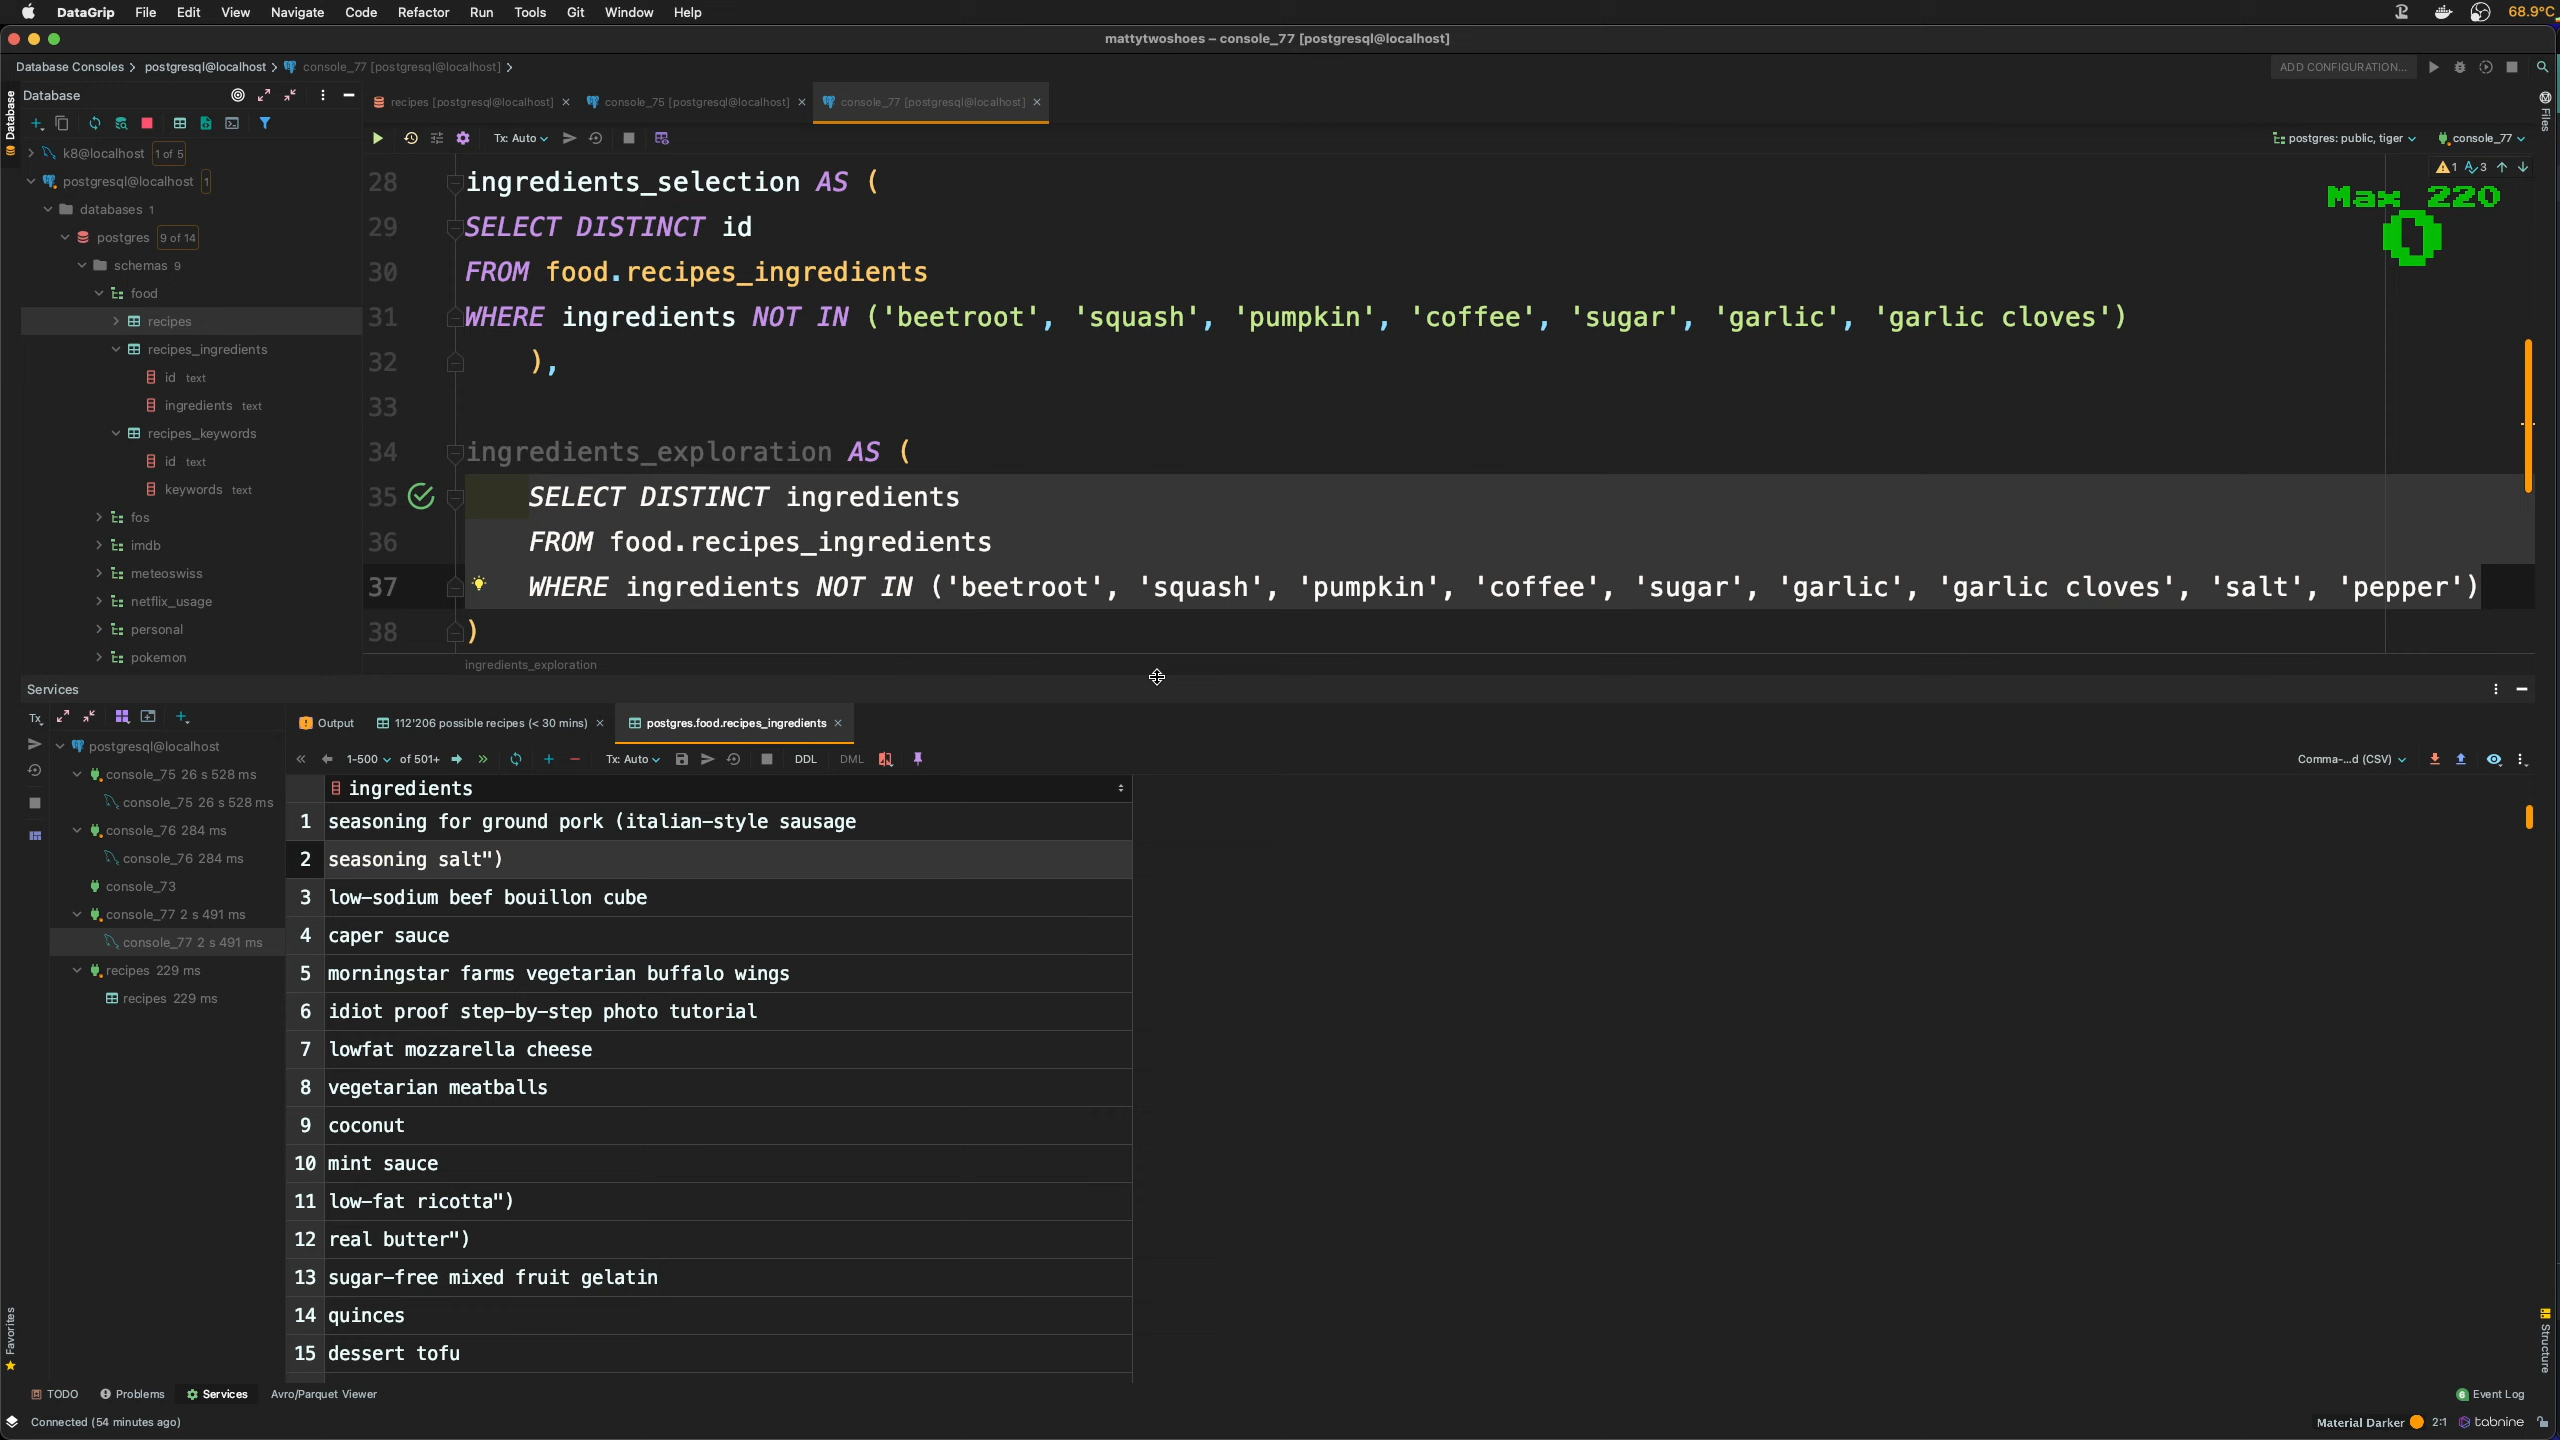 DataGrip File Edit View Navigate Code Refactor Run Tools Git Window Help 68.9°C
mattytwoshoes – console_77 [postgresql@localhost]
Database Consoles postgresql@localhost console_77 [postgresql@localhost] ADD CONFIGURATION...
Database
recipes [postgresql@localhost] console_75 [postgresql@localhost] console_77 [postgresql@localhost]
Tx: Auto postgres: public, tiger console_77
Database
Files
k8@localhost 1 of 5
postgresql@localhost 1
databases 1
postgres 9 of 14
schemas 9
food
recipes
recipes_ingredients
id text
ingredients text
recipes_keywords
id text
keywords text
fos
imdb
meteoswiss
netflix_usage
personal
pokemon
1 3
Max 220
0
28 ingredients_selection AS (
29 SELECT DISTINCT id
30 FROM food.recipes_ingredients
31 WHERE ingredients NOT IN ('beetroot', 'squash', 'pumpkin', 'coffee', 'sugar', 'garlic', 'garlic cloves')
32 ),
33
34 ingredients_exploration AS (
35 SELECT DISTINCT ingredients
36 FROM food.recipes_ingredients
37 WHERE ingredients NOT IN ('beetroot', 'squash', 'pumpkin', 'coffee', 'sugar', 'garlic', 'garlic cloves', 'salt', 'pepper')
38 )
ingredients_exploration
Services
Tx
postgresql@localhost
console_75 26 s 528 ms
console_75 26 s 528 ms
console_76 284 ms
console_76 284 ms
console_73
console_77 2 s 491 ms
console_77 2 s 491 ms
recipes 229 ms
recipes 229 ms
Output 112'206 possible recipes (< 30 mins) postgres.food.recipes_ingredients
1-500 of 501+ Tx: Auto DDL DML Comma-...d (CSV)
ingredients
1 seasoning for ground pork (italian-style sausage
2 seasoning salt")
3 low-sodium beef bouillon cube
4 caper sauce
5 morningstar farms vegetarian buffalo wings
6 idiot proof step-by-step photo tutorial
7 lowfat mozzarella cheese
8 vegetarian meatballs
9 coconut
10 mint sauce
11 low-fat ricotta")
12 real butter")
13 sugar-free mixed fruit gelatin
14 quinces
15 dessert tofu
Favorites
Structure
TODO Problems Services Avro/Parquet Viewer 6 Event Log
Connected (54 minutes ago) Material Darker 2:1 tabnine